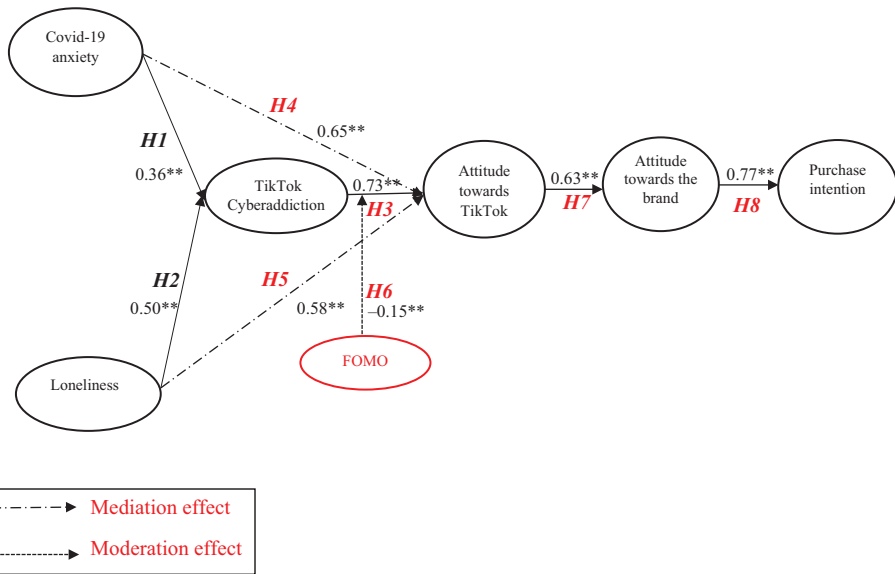 Covid-19
anxiety
H4
0.65**
H1
0.36**
TikTok
Cyberaddiction
0.73**
H3
Attitude
towards
TikTok
0.63**
H7
Attitude
towards the
brand
0.77**
H8
Purchase
intention
H2
0.50**
H5
0.58**
H6
–0.15**
FOMO
Loneliness
Mediation effect
Moderation effect